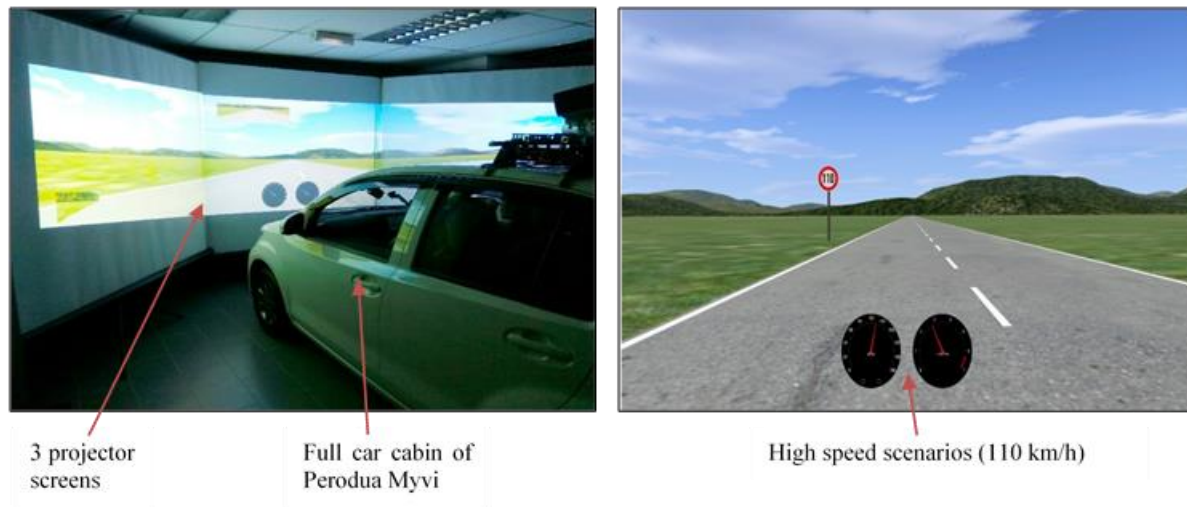 110
3 projector
screens
Full car cabin of
Perodua Myvi
High speed scenarios (110 km/h)